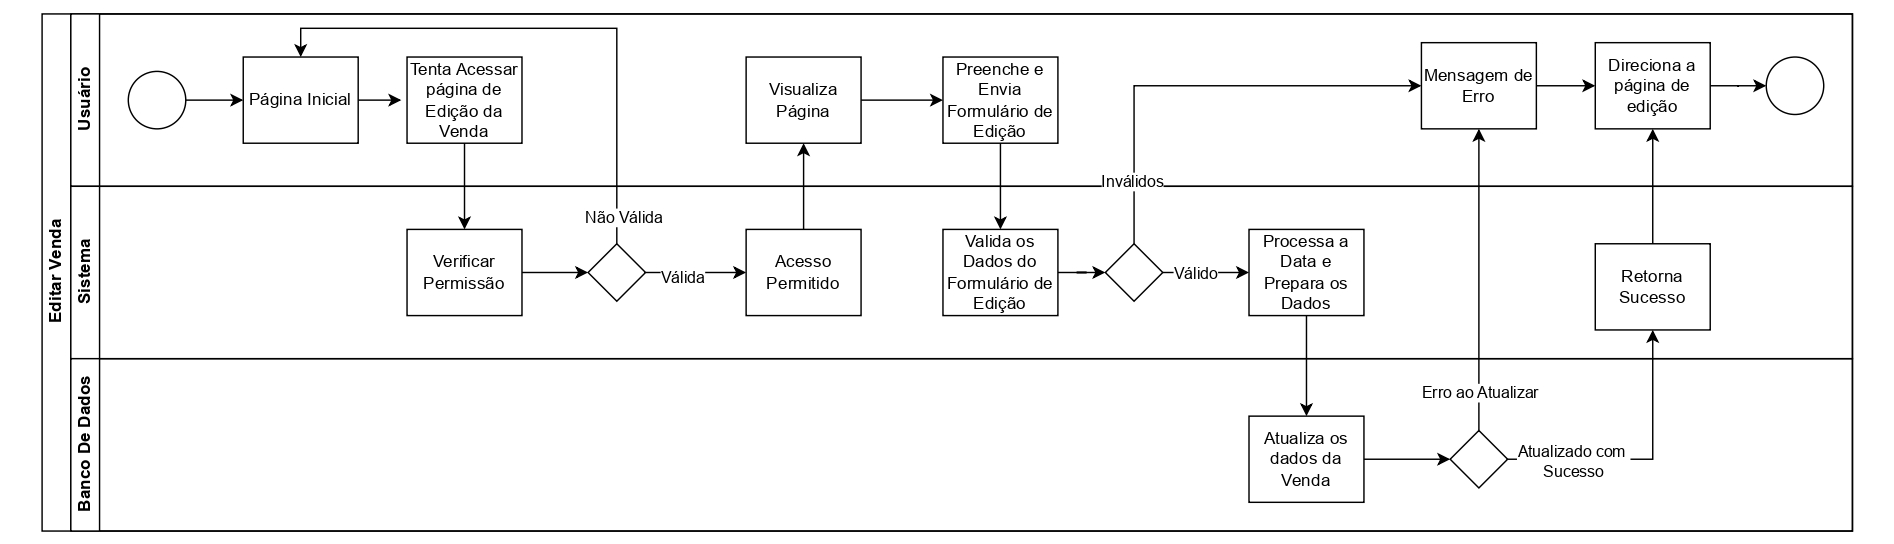 Editar Venda
Usuário
Página Inicial
Tenta Acessar
página de
Edição da
Venda
Visualiza
Página
Preenche e
Envia
Formulário de
Edição
Mensagem de
Erro
Direciona a
página de
edição
Inválidos
Sistema
Não Válida
Verificar
Permissão
Válida
Acesso
Permitido
Valida os
Dados do
Formulário de
Edição
Válido
Processa a
Data e
Prepara os
Dados
Retorna
Sucesso
Banco De Dados
Erro ao Atualizar
Atualiza os
dados da
Venda
Atualizado com
Sucesso